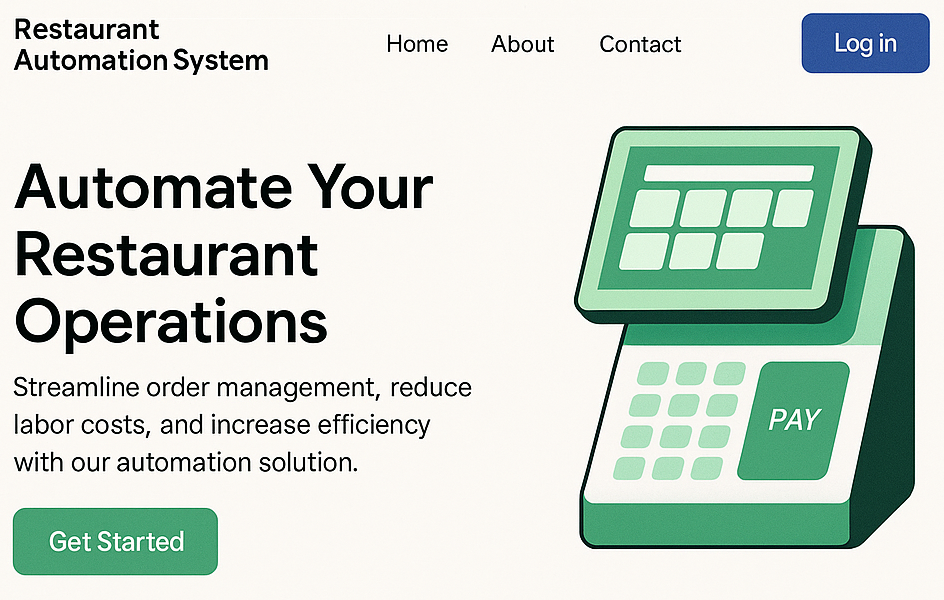 Restaurant
Automation System
Home About Contact
Log in
Automate Your
Restaurant
Operations
Streamline order management, reduce
labor costs, and increase efficiency
with our automation solution.
Get Started
PAY